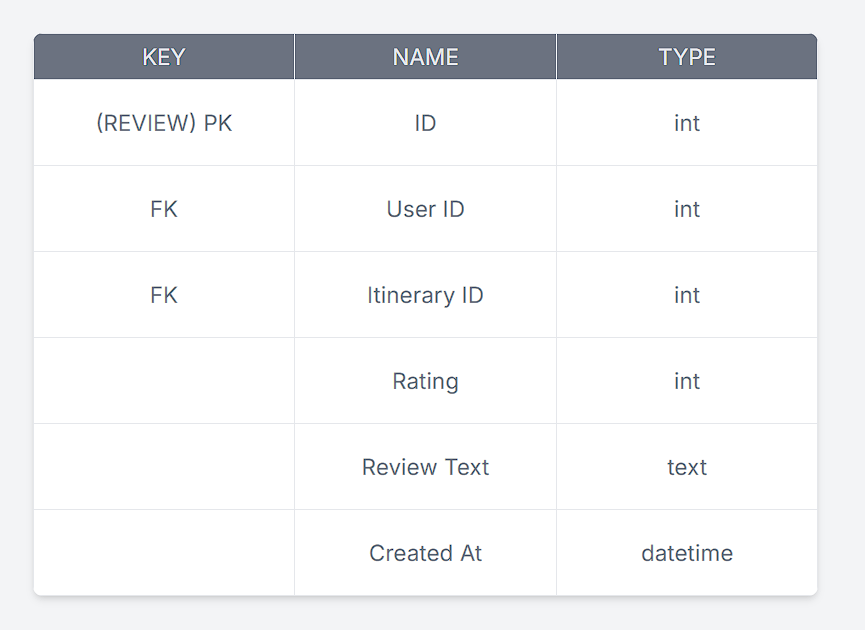 KEY NAME TYPE
(REVIEW) PK ID int
FK User ID int
FK Itinerary ID int
Rating int
Review Text text
Created At datetime